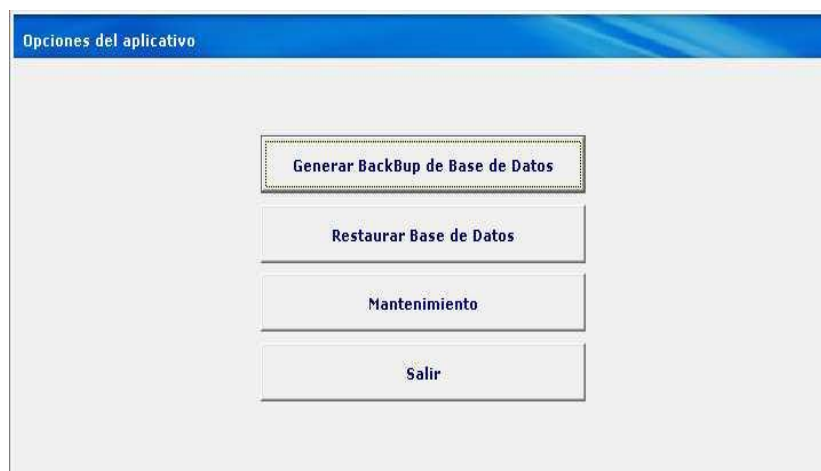 Opciones del aplicativo
Generar BackBup de Base de Datos
Restaurar Base de Datos
Mantenimiento
Salir